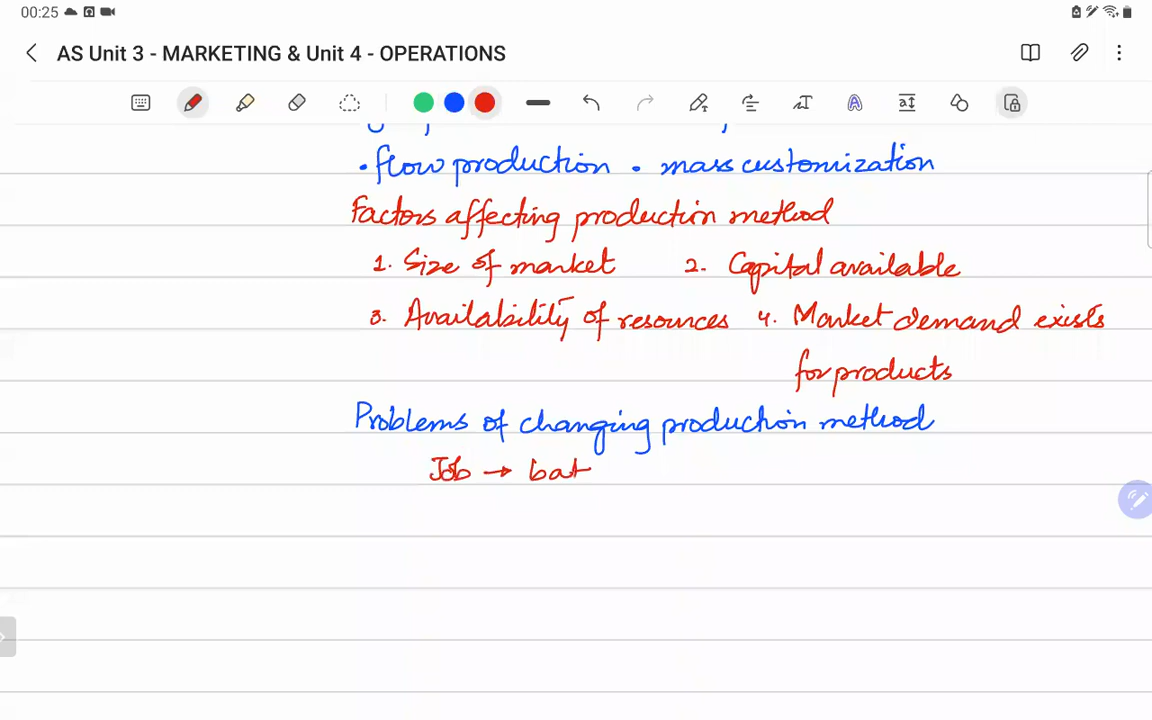 00:25
AS Unit 3 - MARKETING & Unit 4 - OPERATIONS
• flow production • mass customization
Factors affecting production method
1. Size of market 2. Capital available
3. Availability of resources 4. Market demand exists
for products
Problems of changing production method
Job → bat